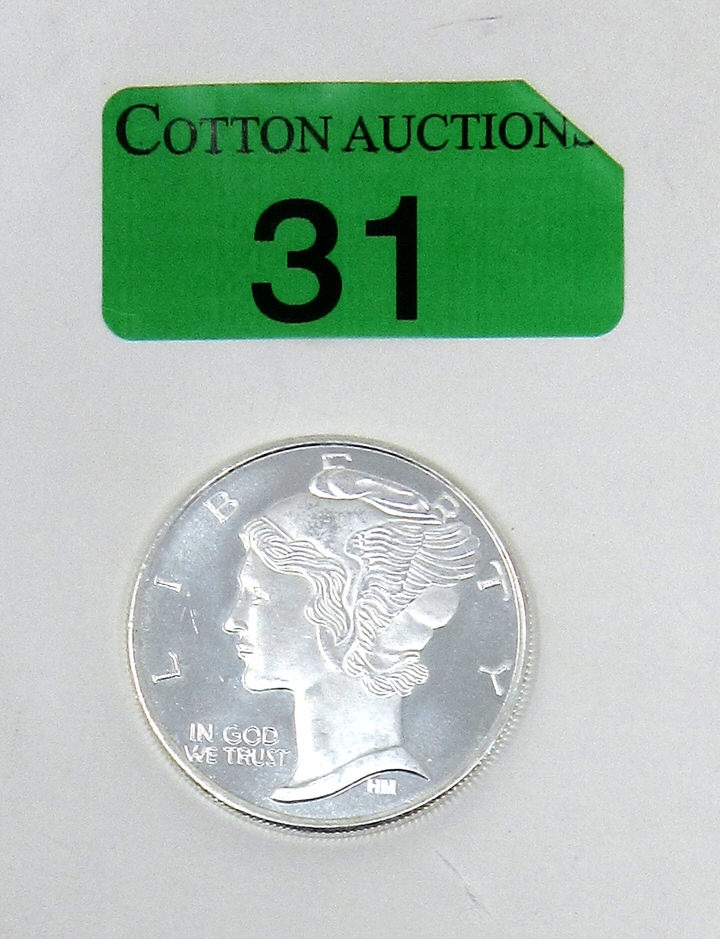 COTTON AUCTIONS
31
LIBERTY
IN GOD
WE TRUST
HM